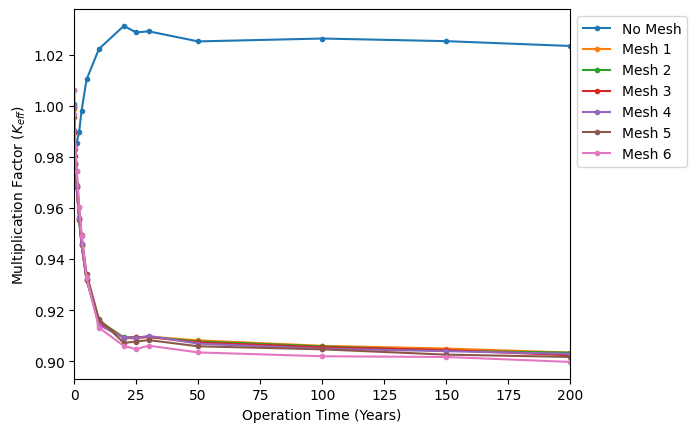 1.02
1.00
0.98
0.96
0.94
0.92
0.90
Multiplication Factor (K_eff)
0 25 50 75 100 125 150 175 200
Operation Time (Years)
No Mesh
Mesh 1
Mesh 2
Mesh 3
Mesh 4
Mesh 5
Mesh 6